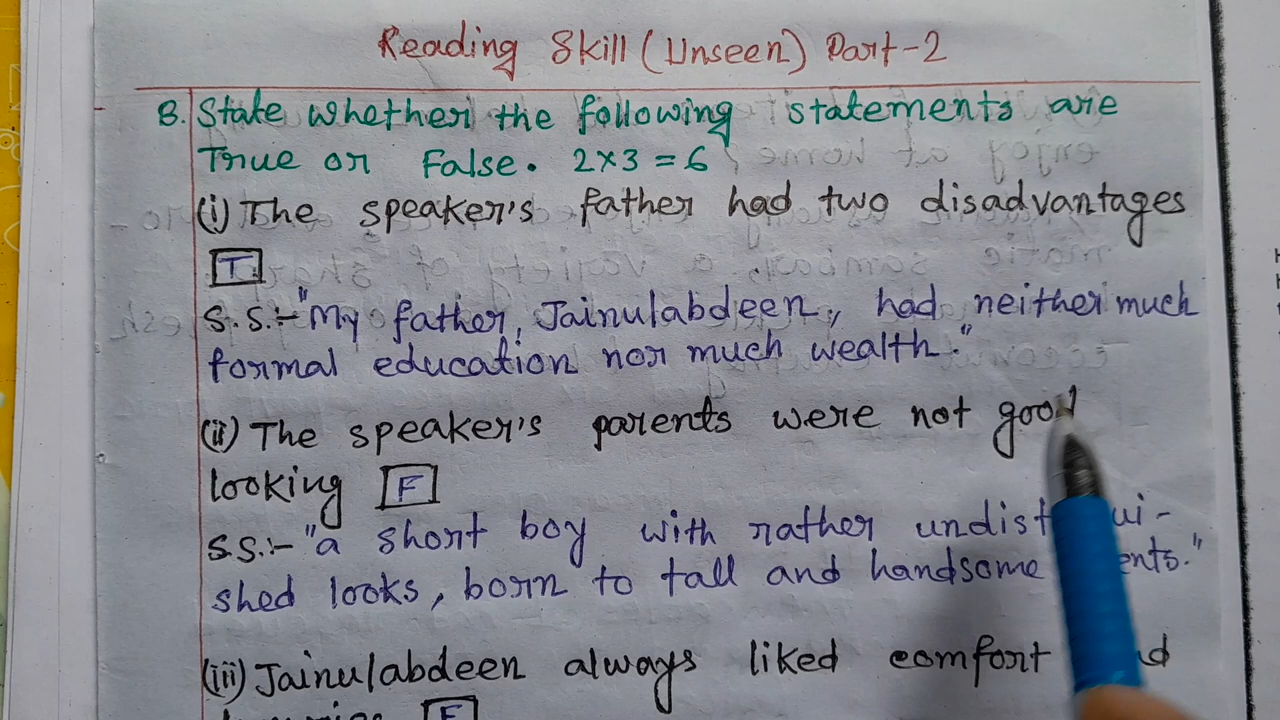 Reading Skill (Unseen) Part-2
B. State whether the following statements are
True or False. 2×3=6
(i) The speaker's father had two disadvantages
T
S.S.:- "My father, Jainulabdeen, had neither much
formal education nor much wealth."
(ii) The speaker's parents were not good
looking F
S.S.:- "a short boy with rather
shed looks, born to tall and handsome
(iii) Jainulabdeen always liked comfort
F